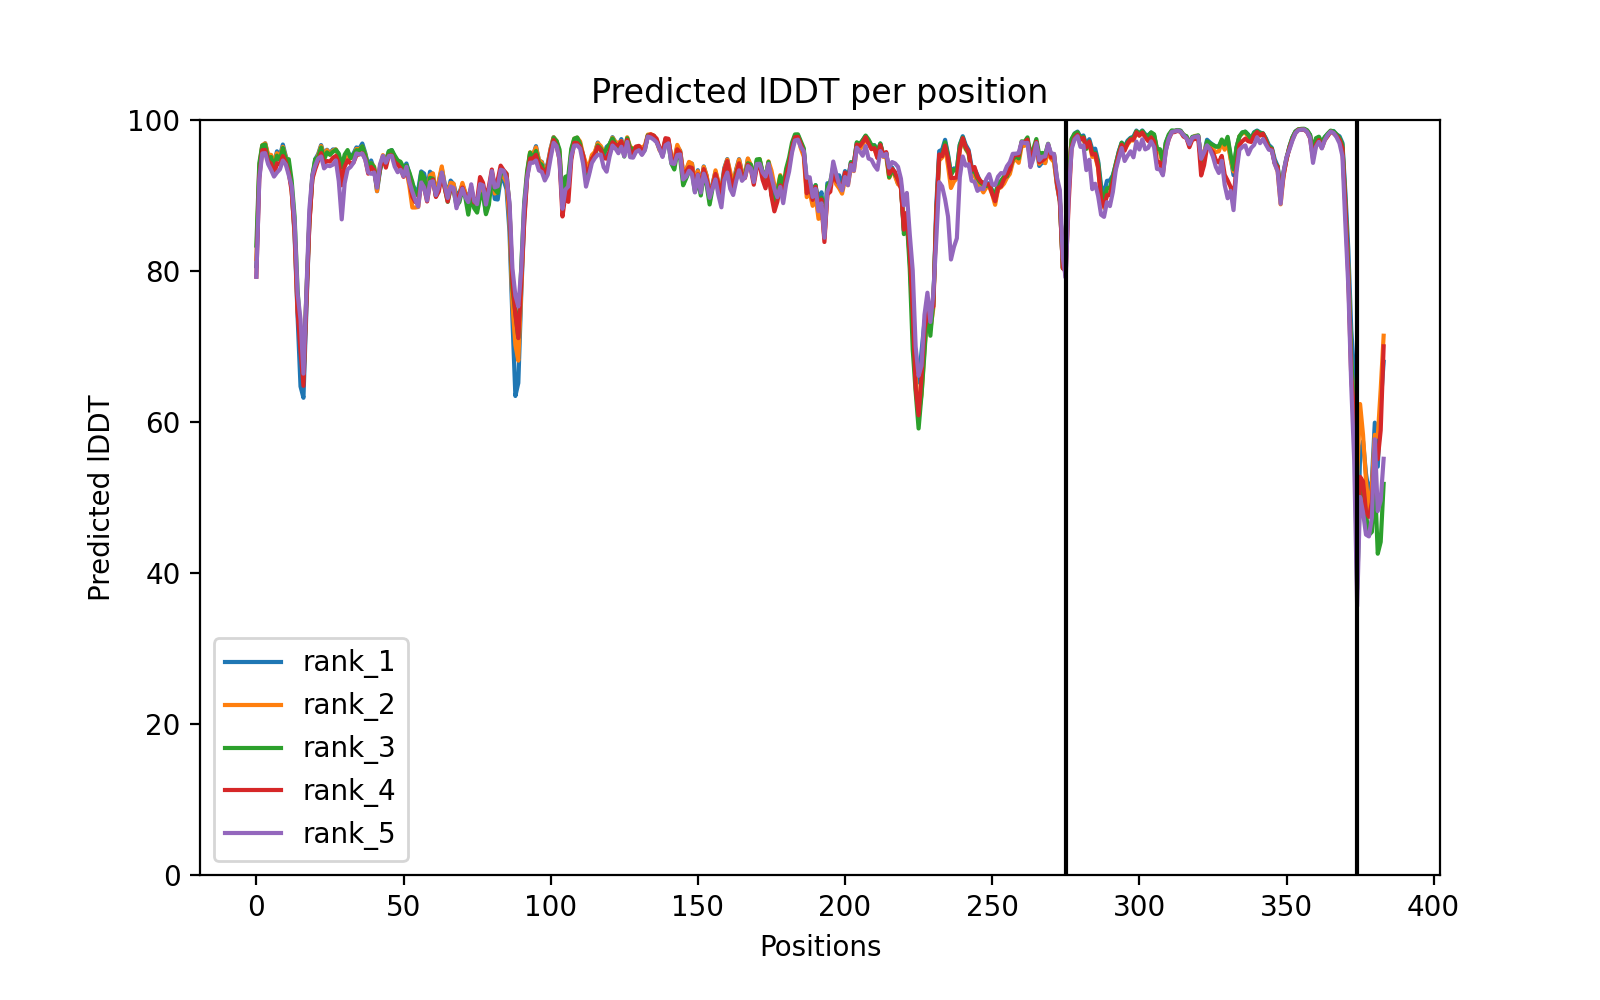 Predicted lDDT per position
100
80
60
40
20
0
Predicted lDDT
rank_1
rank_2
rank_3
rank_4
rank_5
0 50 100 150 200 250 300 350 400
Positions